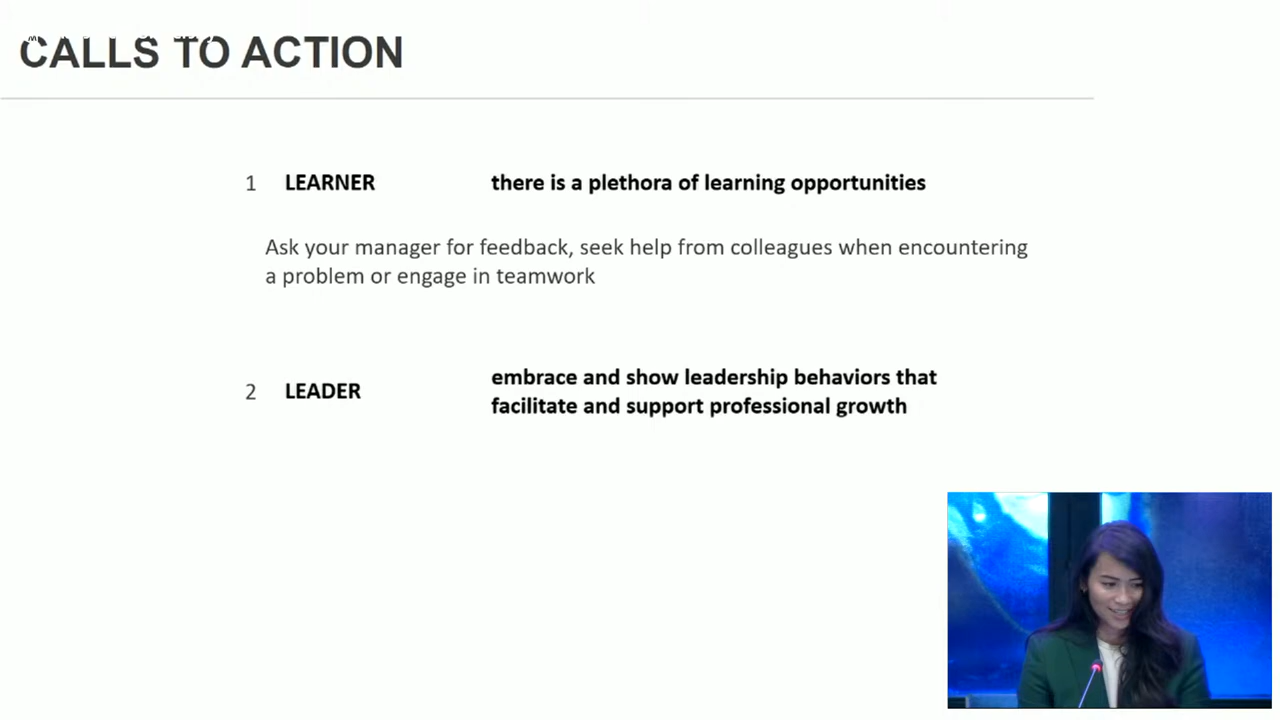 CALLS TO ACTION
1 LEARNER there is a plethora of learning opportunities
Ask your manager for feedback, seek help from colleagues when encountering
a problem or engage in teamwork
2 LEADER embrace and show leadership behaviors that
facilitate and support professional growth